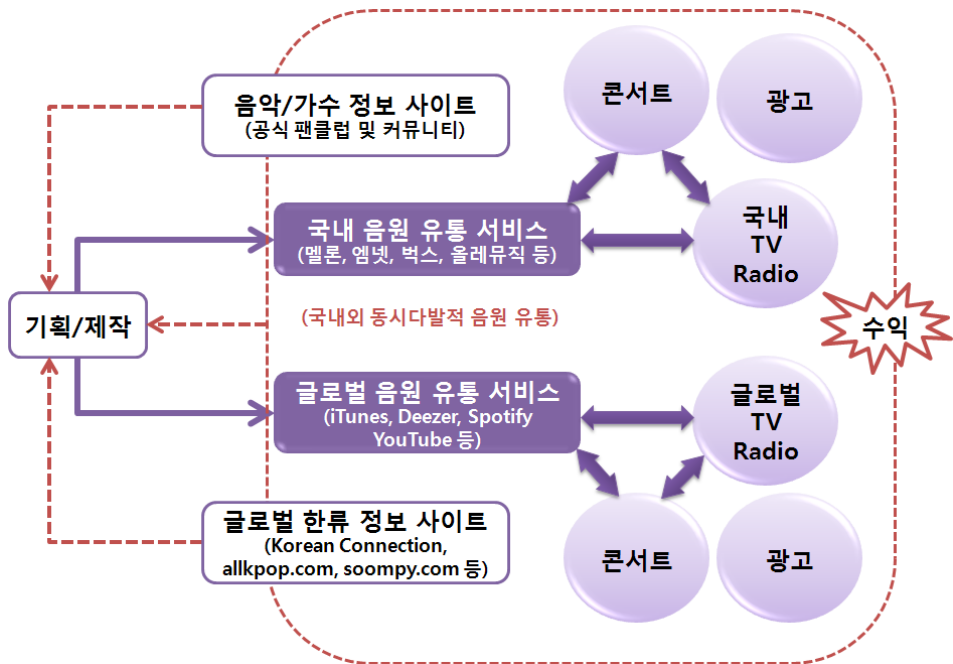 음악/가수 정보 사이트
(공식 팬클럽 및 커뮤니티)
콘서트
광고
국내 음원 유통 서비스
(멜론, 엠넷, 벅스, 올레뮤직 등)
국내
TV
Radio
기획/제작
(국내외 동시다발적 음원 유통)
수익
글로벌 음원 유통 서비스
(iTunes, Deezer, Spotify
YouTube 등)
글로벌
TV
Radio
글로벌 한류 정보 사이트
(Korean Connection,
allkpop.com, soompy.com 등)
콘서트
광고